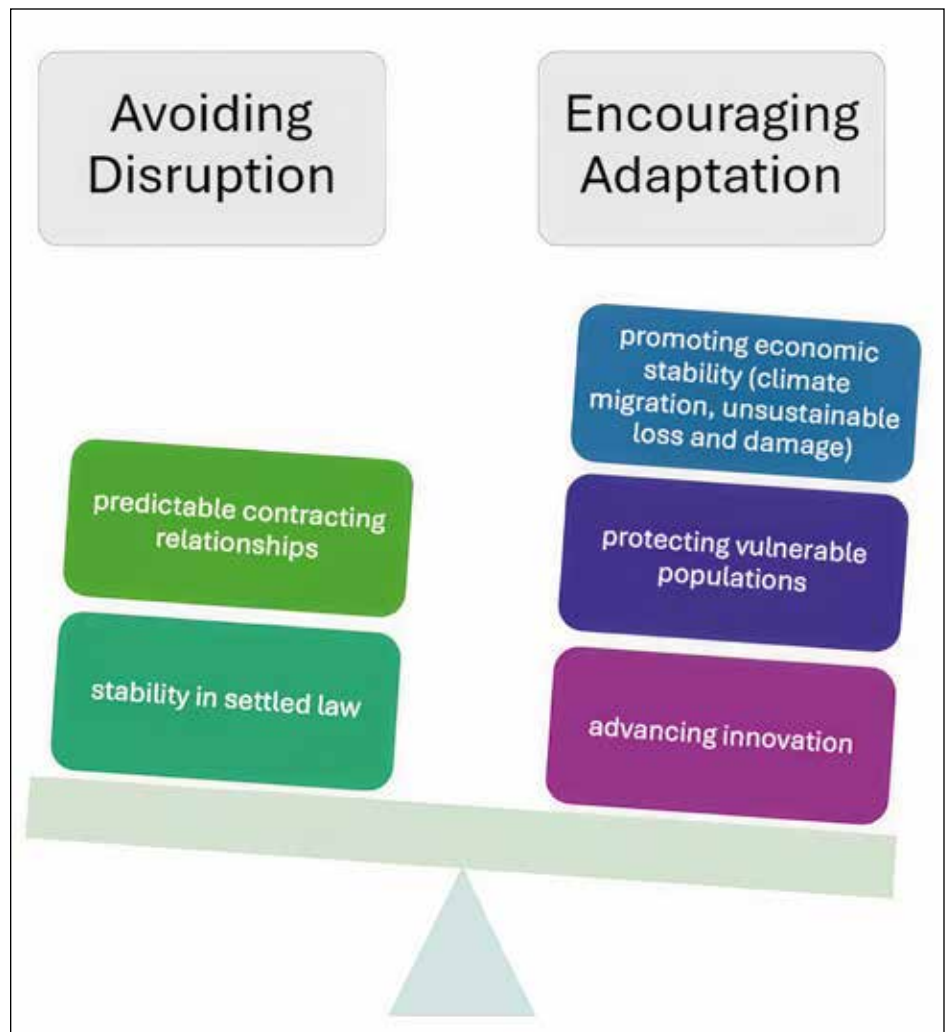 Avoiding
Disruption
Encouraging
Adaptation
predictable contracting
relationships
stability in settled law
promoting economic
stability (climate
migration, unsustainable
loss and damage)
protecting vulnerable
populations
advancing innovation